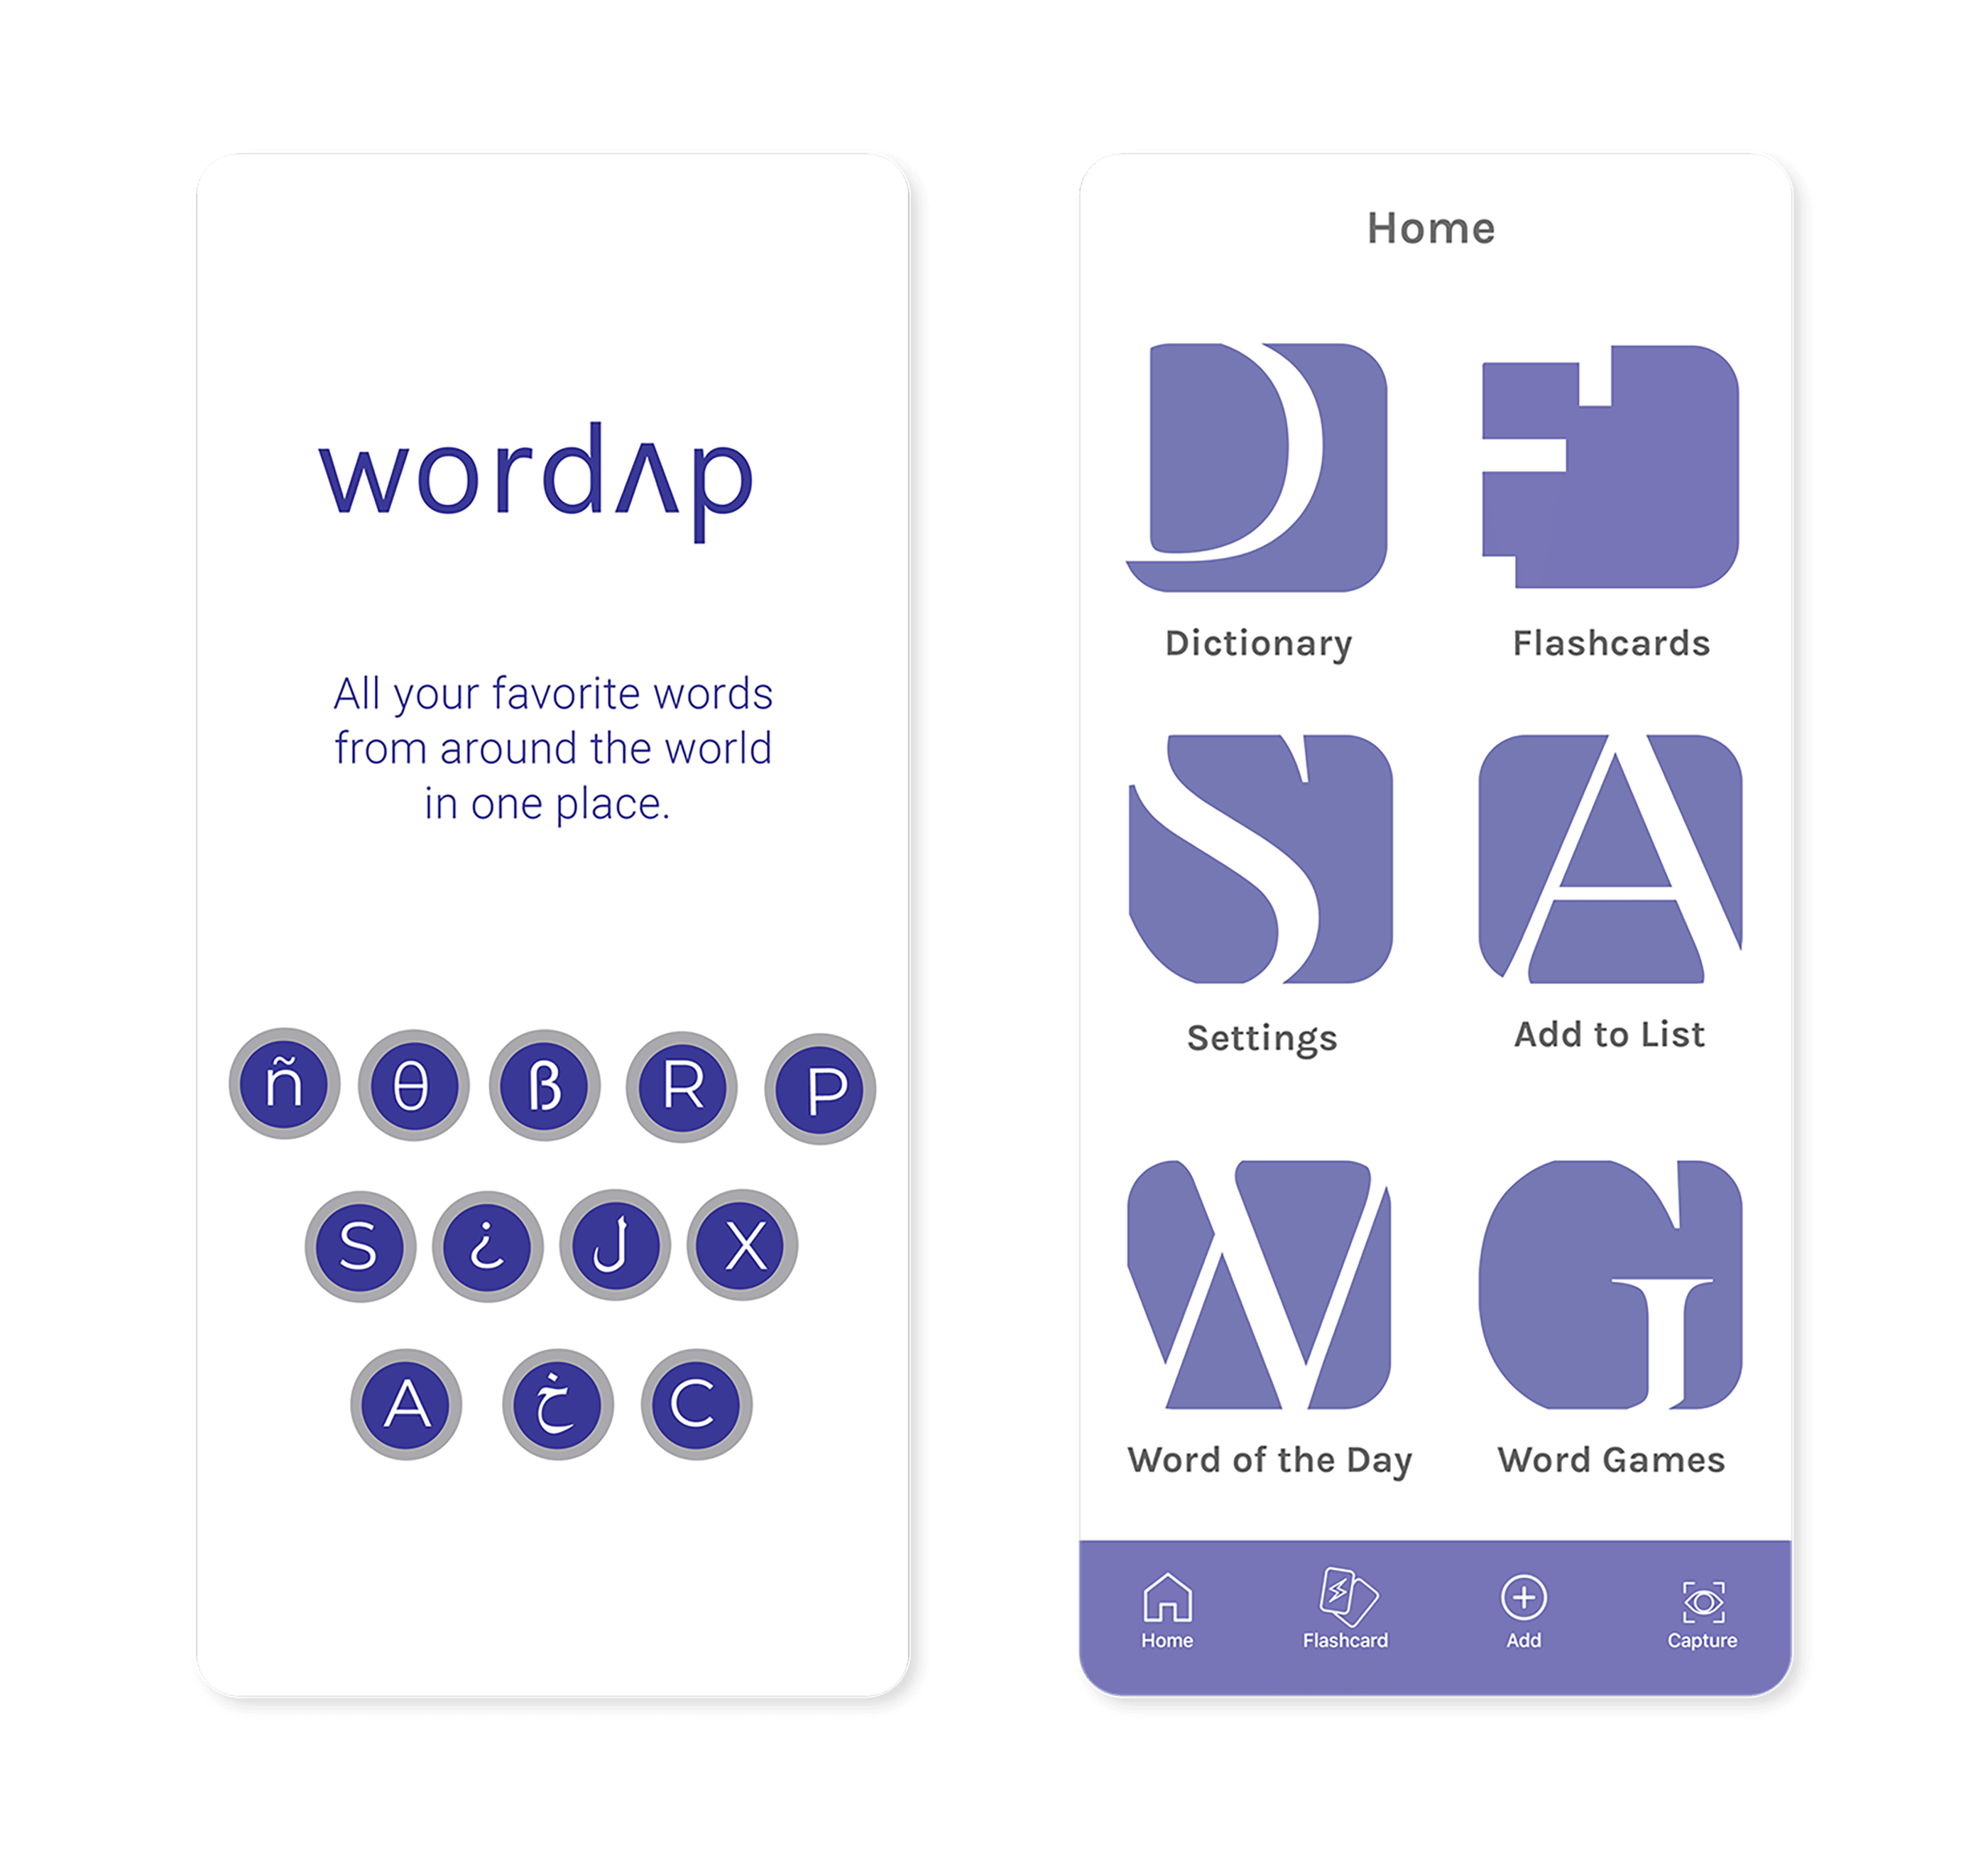 wordʌp
All your favorite words
from around the world
in one place.
ñ θ ß R P
S ¿ ل X
A خ C
Home
D F
Dictionary Flashcards
S A
Settings Add to List
W G
Word of the Day Word Games
Home Flashcard Add Capture